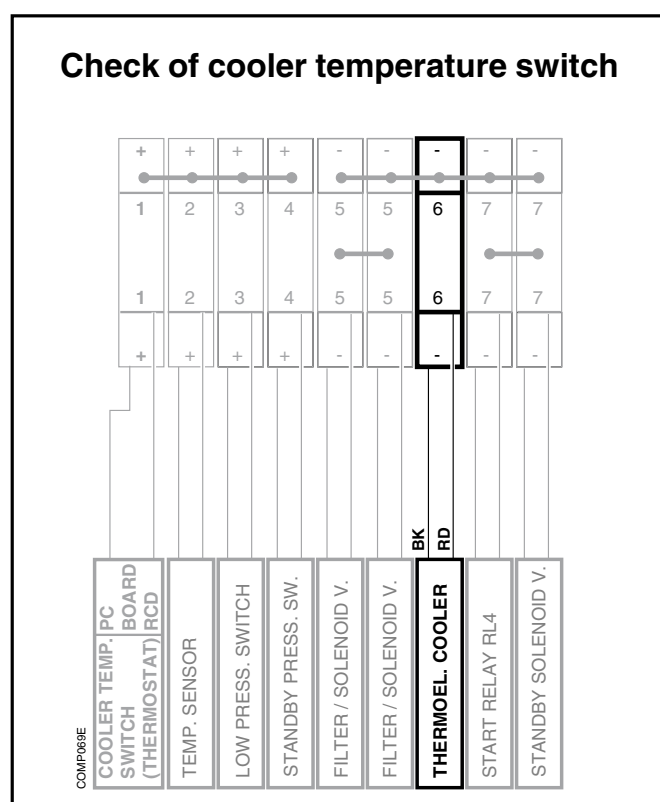 Check of cooler temperature switch
+ + + + - - - - -
1 2 3 4 5 5 6 7 7
1 2 3 4 5 5 6 7 7
+ + + + - - - - -
BK
RD
COOLER TEMP.
SWITCH
(THERMOSTAT)
PC
BOARD
RCD
TEMP. SENSOR
LOW PRESS. SWITCH
STANDBY PRESS. SW.
FILTER / SOLENOID V.
FILTER / SOLENOID V.
THERMOEL. COOLER
START RELAY RL4
STANDBY SOLENOID V.
COMP069E